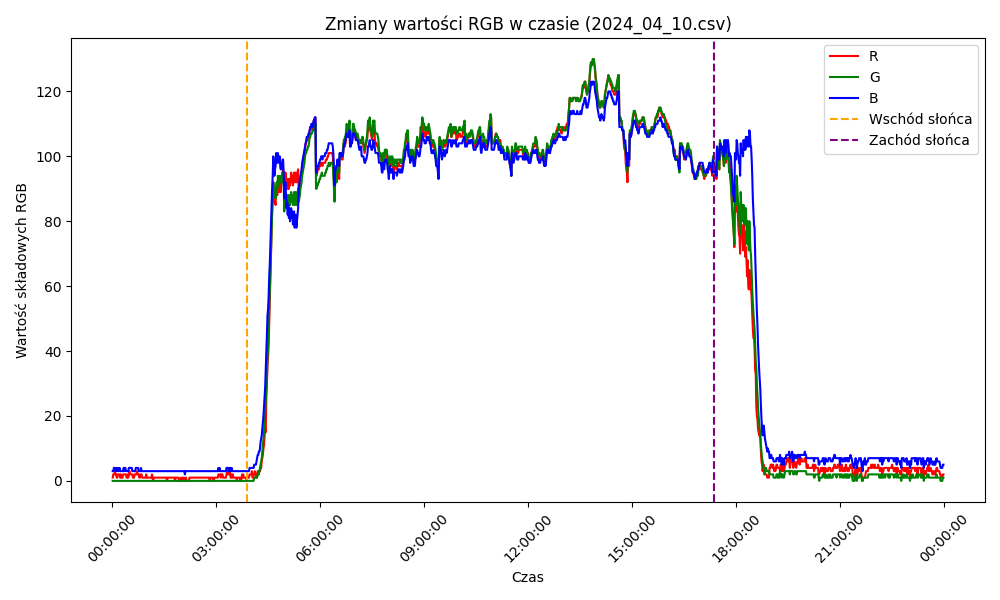 Zmiany wartości RGB w czasie (2024_04_10.csv)
R
G
B
Wschód słońca
Zachód słońca
Wartość składowych RGB
120
100
80
60
40
20
0
00:00:00
03:00:00
06:00:00
09:00:00
12:00:00
15:00:00
18:00:00
21:00:00
00:00:00
Czas